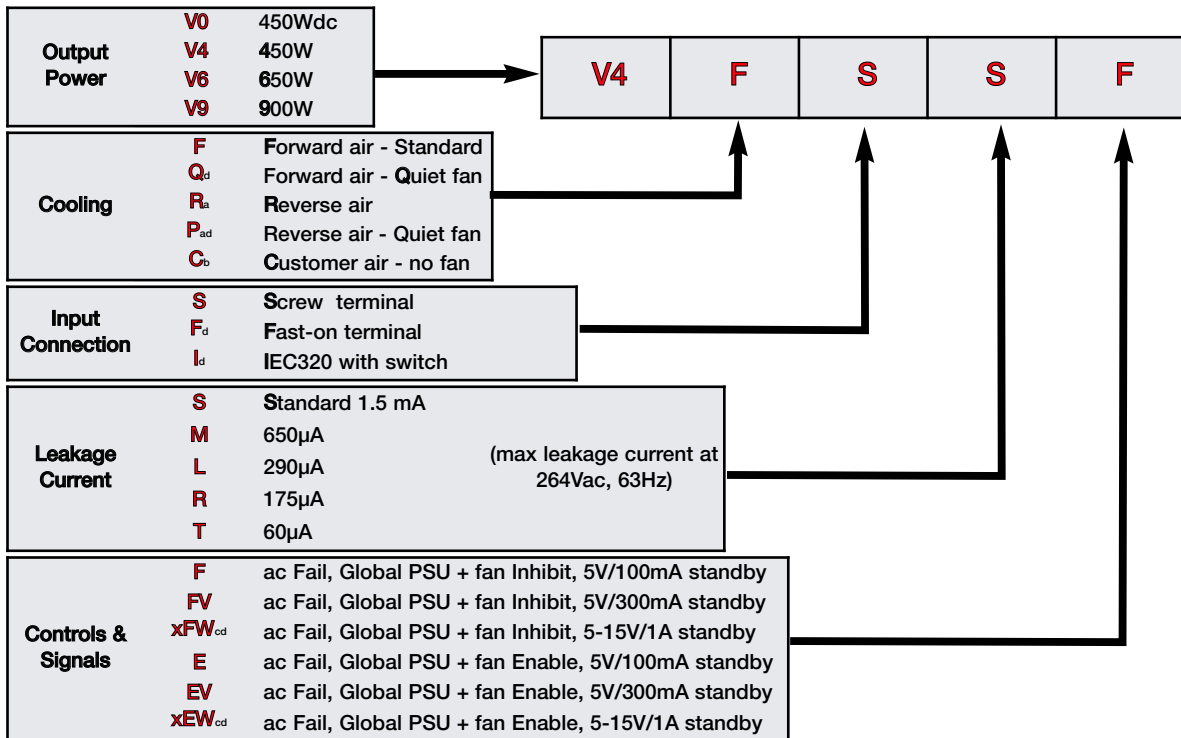 Output Power
V0 450Wdc
V4 450W
V6 650W
V9 900W
V4 F S S F
Cooling
F Forward air - Standard
Qd Forward air - Quiet fan
Ra Reverse air
Pad Reverse air - Quiet fan
Cb Customer air - no fan
Input Connection
S Screw terminal
Fd Fast-on terminal
Id IEC320 with switch
Leakage Current
S Standard 1.5 mA
M 650µA
L 290µA
R 175µA
T 60µA
(max leakage current at
264Vac, 63Hz)
Controls & Signals
F ac Fail, Global PSU + fan Inhibit, 5V/100mA standby
FV ac Fail, Global PSU + fan Inhibit, 5V/300mA standby
xFWcd ac Fail, Global PSU + fan Inhibit, 5-15V/1A standby
E ac Fail, Global PSU + fan Enable, 5V/100mA standby
EV ac Fail, Global PSU + fan Enable, 5V/300mA standby
xEWcd ac Fail, Global PSU + fan Enable, 5-15V/1A standby